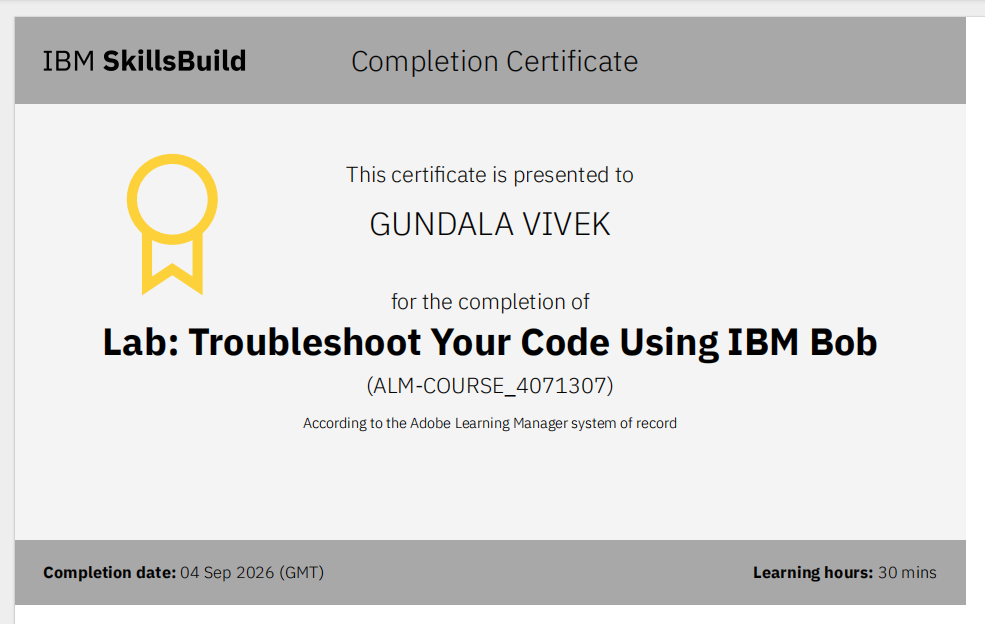 IBM SkillsBuild
Completion Certificate
This certificate is presented to
GUNDALA VIVEK
for the completion of
Lab: Troubleshoot Your Code Using IBM Bob
(ALM-COURSE_4071307)
According to the Adobe Learning Manager system of record
Completion date: 04 Sep 2026 (GMT)
Learning hours: 30 mins